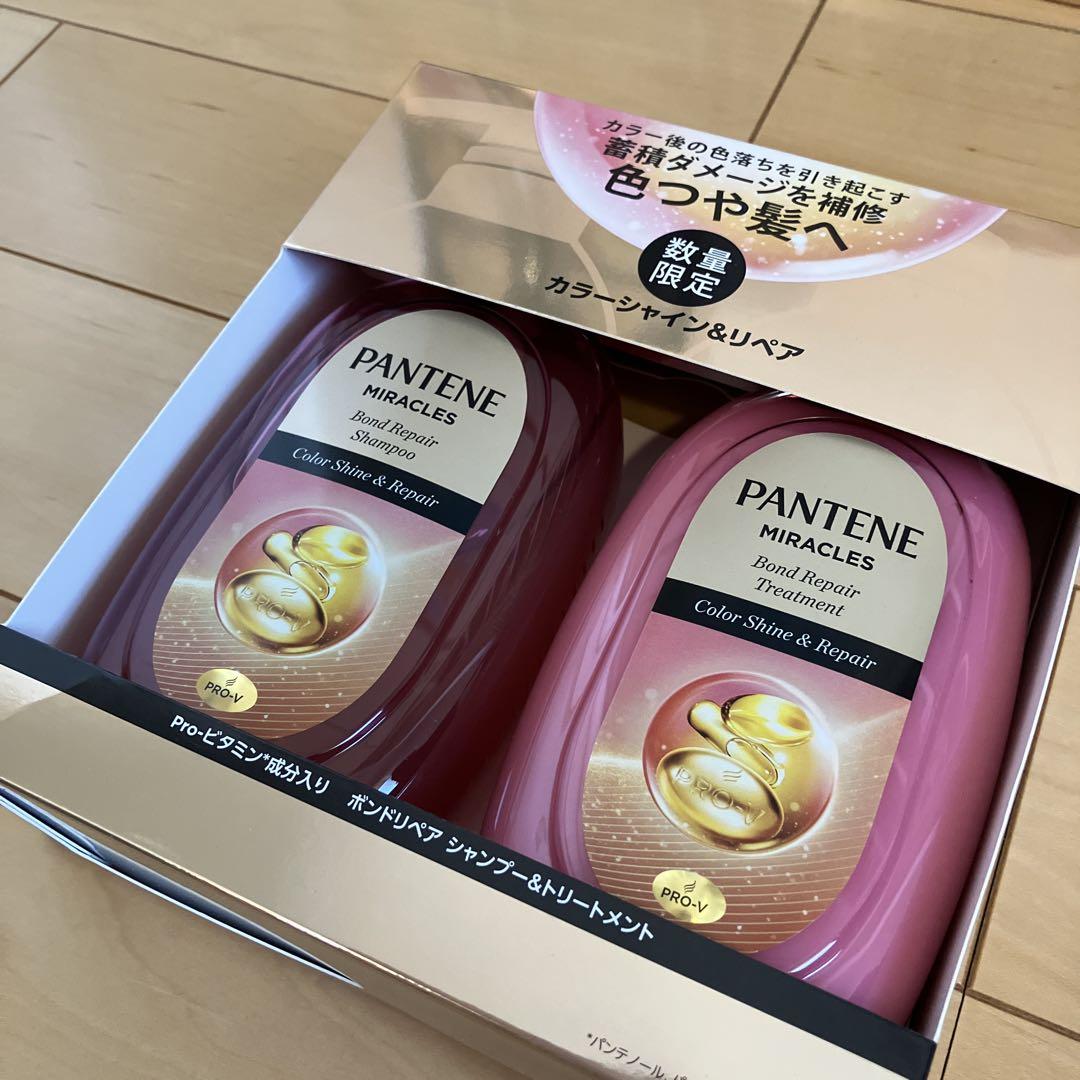 カラー後の色落ちを引き起こす
蓄積ダメージを補修
色つや髪へ
数量
限定
カラーシャイン&リペア
PANTENE
MIRACLES
Bond Repair
Shampoo
Color Shine & Repair
PRO-V
PRO-V
PANTENE
MIRACLES
Bond Repair
Treatment
Color Shine & Repair
PRO-V
PRO-V
Pro-ビタミン*成分入り ボンドリペア シャンプー&トリートメント
*パンテノール、パ